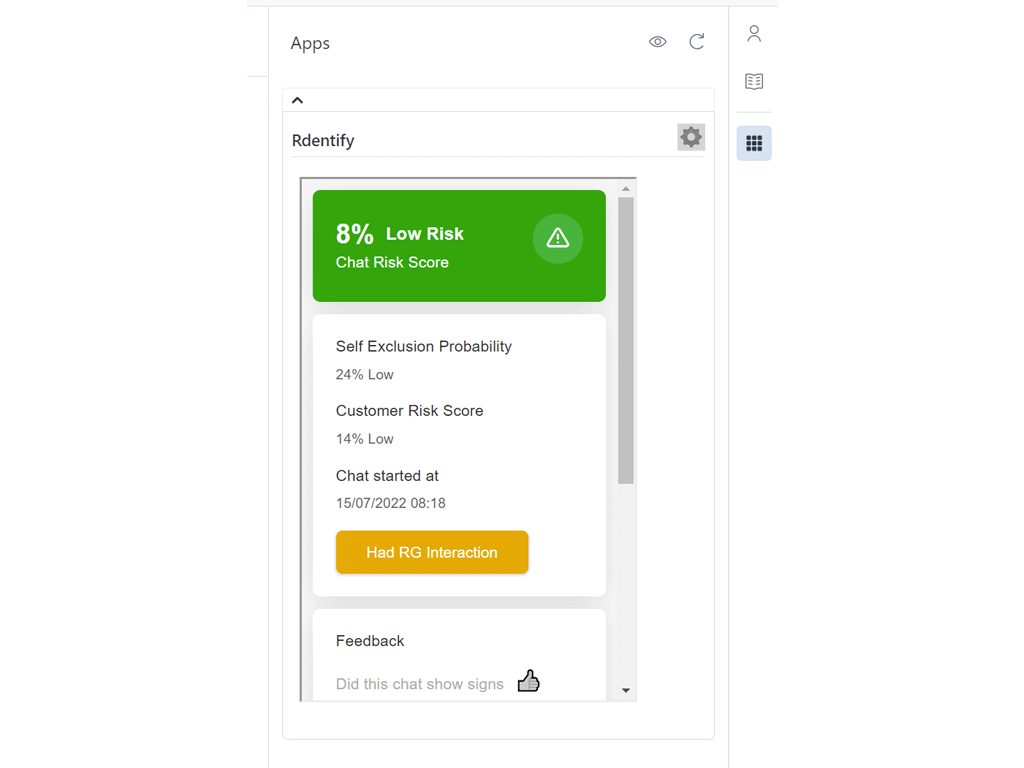 Apps
Rdentify
8% Low Risk
Chat Risk Score
Self Exclusion Probability
24% Low
Customer Risk Score
14% Low
Chat started at
15/07/2022 08:18
Had RG Interaction
Feedback
Did this chat show signs